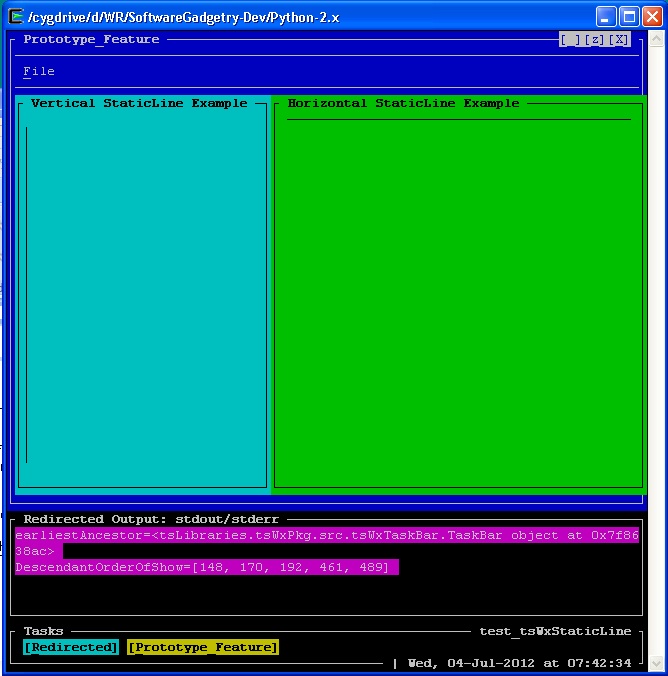 /cygdrive/d/WR/SoftwareGadgetry-Dev/Python-2.x
Prototype_Feature [_][z][X]
File
Vertical StaticLine Example
Horizontal StaticLine Example
Redirected Output: stdout/stderr
earliestAncestor=<tsLibraries.tsWxPkg.src.tsWxTaskBar.TaskBar object at 0x7f86
38ac>
DescendantOrderOfShow=[148, 170, 192, 461, 489]
Tasks test_tsWxStaticLine
[Redirected] [Prototype_Feature]
| Wed, 04-Jul-2012 at 07:42:34